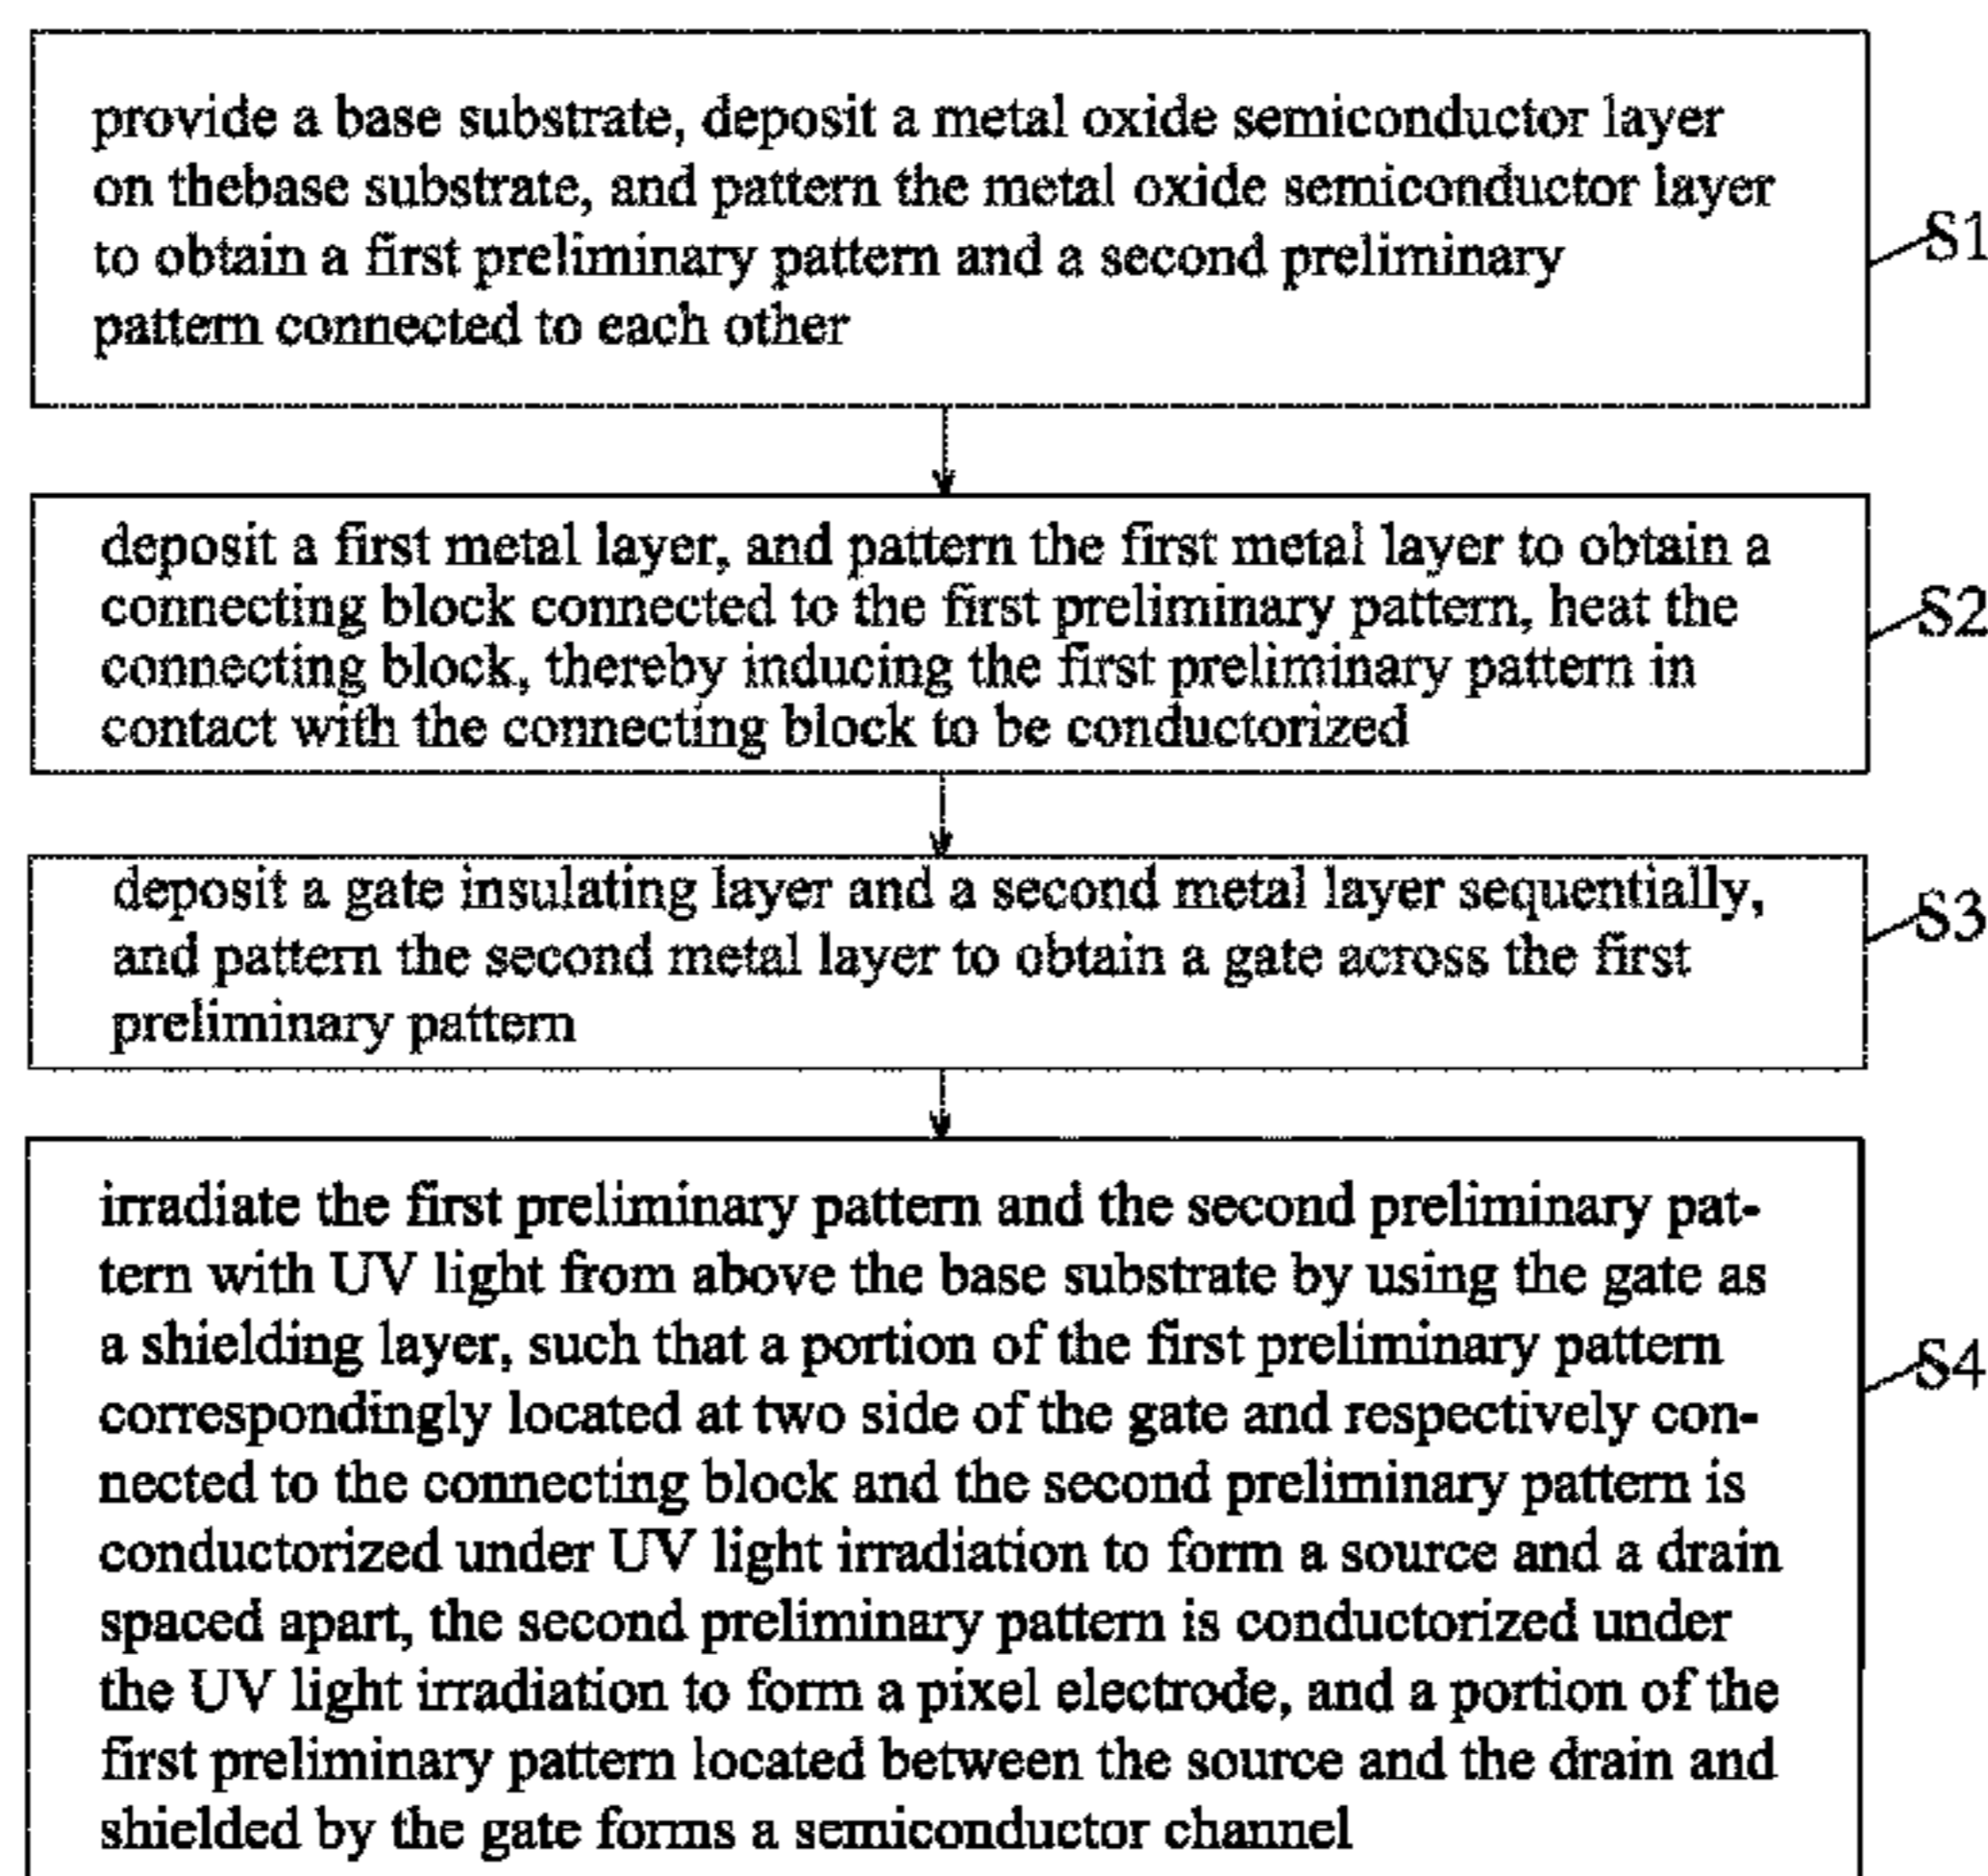 provide a base substrate, deposit a metal oxide semiconductor layer
on thebase substrate, and pattern the metal oxide semiconductor layer
to obtain a first preliminary pattern and a second preliminary
pattern connected to each other
S1
deposit a first metal layer, and pattern the first metal layer to obtain a
connecting block connected to the first preliminary pattern, heat the
connecting block, thereby inducing the first preliminary pattern in
contact with the connecting block to be conductorized
S2
deposit a gate insulating layer and a second metal layer sequentially,
and pattern the second metal layer to obtain a gate across the first
preliminary pattern
S3
irradiate the first preliminary pattern and the second preliminary pat-
tern with UV light from above the base substrate by using the gate as
a shielding layer, such that a portion of the first preliminary pattern
correspondingly located at two side of the gate and respectively con-
nected to the connecting block and the second preliminary pattern is
conductorized under UV light irradiation to form a source and a drain
spaced apart, the second preliminary pattern is conductorized under
the UV light irradiation to form a pixel electrode, and a portion of the
first preliminary pattern located between the source and the drain and
shielded by the gate forms a semiconductor channel
S4